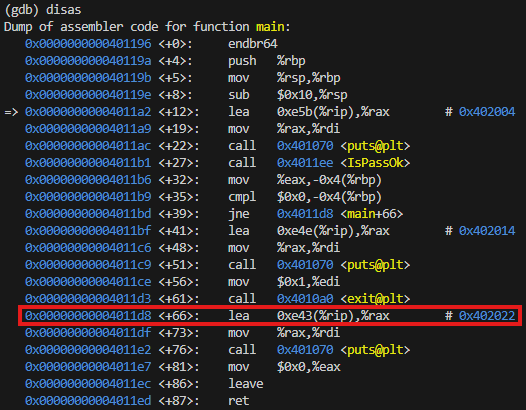 (gdb) disas
Dump of assembler code for function main:
   0x0000000000401196 <+0>:     endbr64
   0x000000000040119a <+4>:     push   %rbp
   0x000000000040119b <+5>:     mov    %rsp,%rbp
   0x000000000040119e <+8>:     sub    $0x10,%rsp
=> 0x00000000004011a2 <+12>:    lea    0xe5b(%rip),%rax        # 0x402004
   0x00000000004011a9 <+19>:    mov    %rax,%rdi
   0x00000000004011ac <+22>:    call   0x401070 <puts@plt>
   0x00000000004011b1 <+27>:    call   0x4011ee <IsPassOk>
   0x00000000004011b6 <+32>:    mov    %eax,-0x4(%rbp)
   0x00000000004011b9 <+35>:    cmpl   $0x0,-0x4(%rbp)
   0x00000000004011bd <+39>:    jne    0x4011d8 <main+66>
   0x00000000004011bf <+41>:    lea    0xe4e(%rip),%rax        # 0x402014
   0x00000000004011c6 <+48>:    mov    %rax,%rdi
   0x00000000004011c9 <+51>:    call   0x401070 <puts@plt>
   0x00000000004011ce <+56>:    mov    $0x1,%edi
   0x00000000004011d3 <+61>:    call   0x4010a0 <exit@plt>
   0x00000000004011d8 <+66>:    lea    0xe43(%rip),%rax        # 0x402022
   0x00000000004011df <+73>:    mov    %rax,%rdi
   0x00000000004011e2 <+76>:    call   0x401070 <puts@plt>
   0x00000000004011e7 <+81>:    mov    $0x0,%eax
   0x00000000004011ec <+86>:    leave
   0x00000000004011ed <+87>:    ret